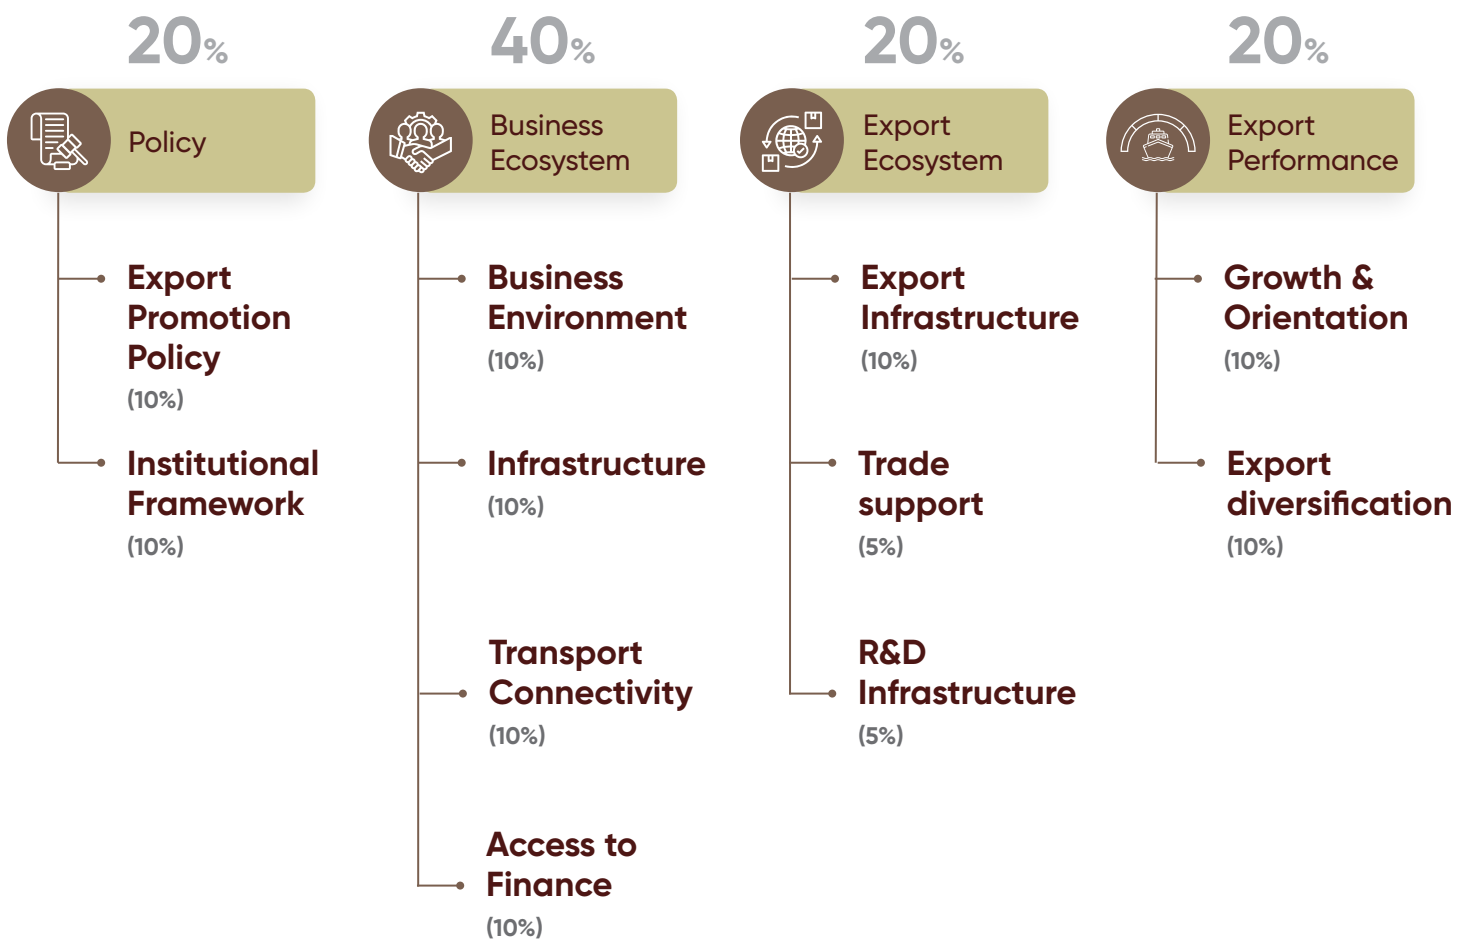 20%
Policy
Export
Promotion
Policy
(10%)
Institutional
Framework
(10%)
40%
Business
Ecosystem
Business
Environment
(10%)
Infrastructure
(10%)
Transport
Connectivity
(10%)
Access to
Finance
(10%)
20%
Export
Ecosystem
Export
Infrastructure
(10%)
Trade
support
(5%)
R&D
Infrastructure
(5%)
20%
Export
Performance
Growth &
Orientation
(10%)
Export
diversification
(10%)